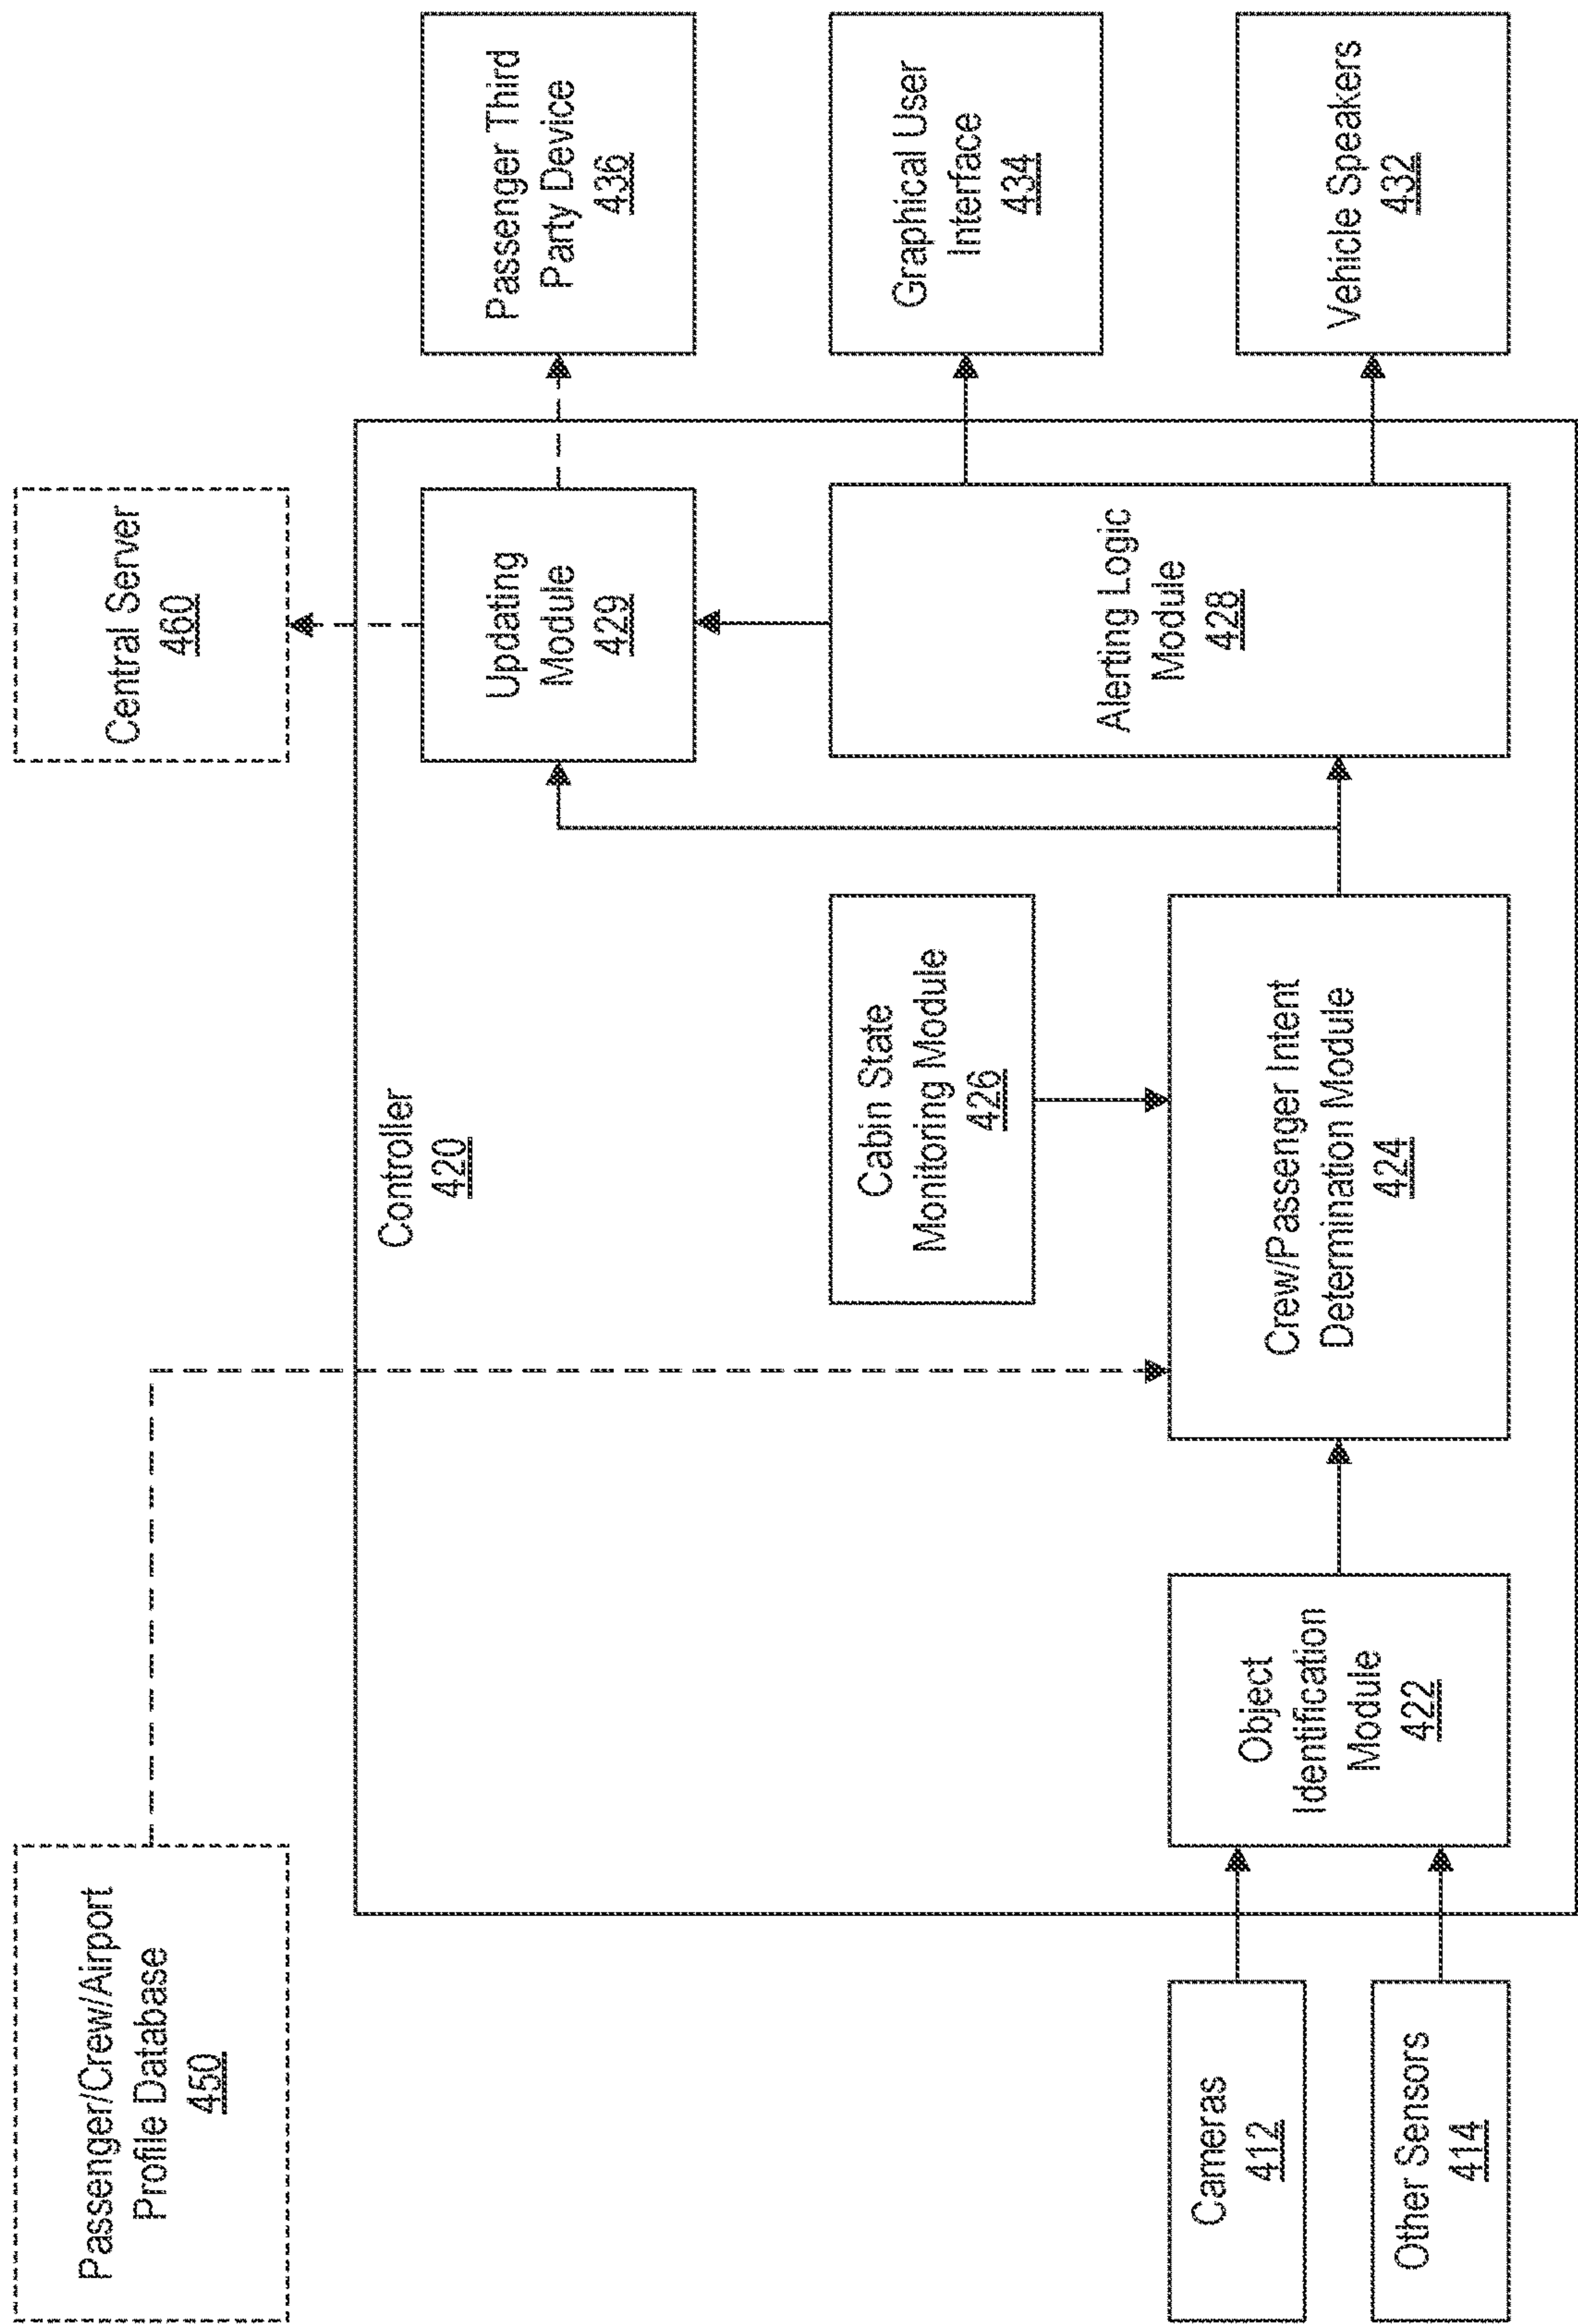 Passenger/Crew/Airport
Profile Database
450
Central Server
460
Controller
420
Updating
Module
429
Passenger Third
Party Device
436
Cabin State
Monitoring Module
426
Graphical User
Interface
434
Cameras
412
Other Sensors
414
Object
Identification
Module
422
Crew/Passenger Intent
Determination Module
424
Alerting Logic
Module
428
Vehicle Speakers
432